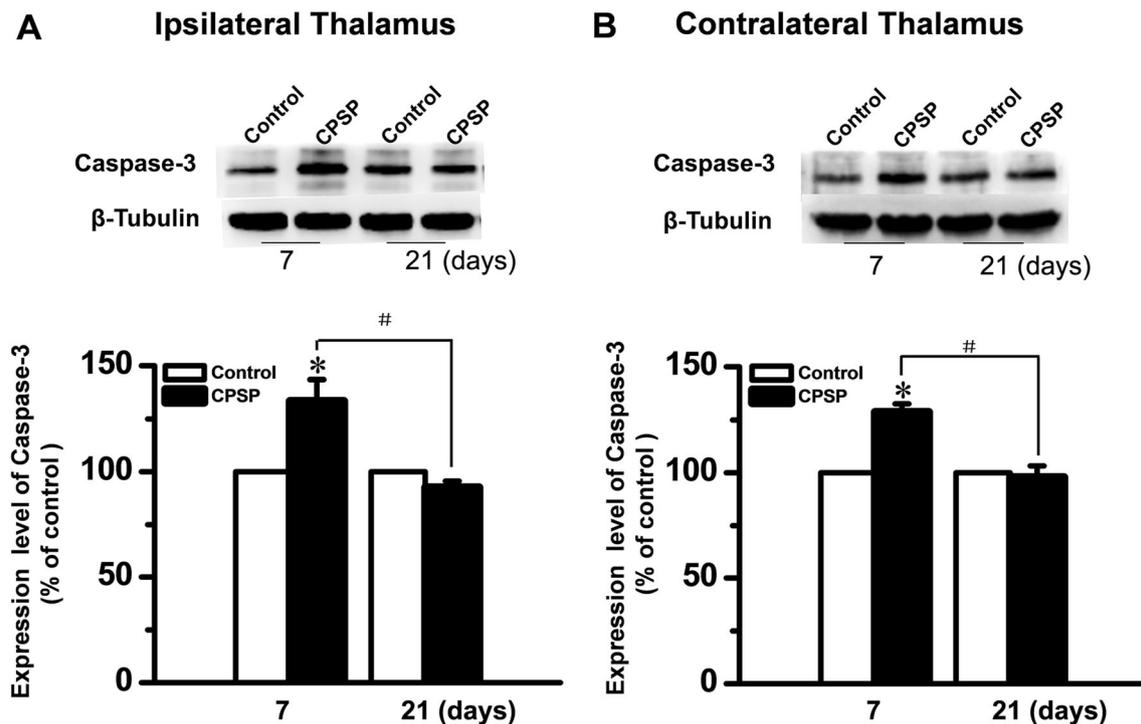 A Ipsilateral Thalamus
Control CPSP Control CPSP
Caspase-3
β-Tubulin
7 21 (days)
#
Expression level of Caspase-3
(% of control )
150
100
50
0
Control
CPSP
*
7 21 (days)
B Contralateral Thalamus
Control CPSP Control CPSP
Caspase-3
β-Tubulin
7 21 (days)
#
Expression level of Caspase-3
(% of control )
150
100
50
0
Control
CPSP
*
7 21 (days)